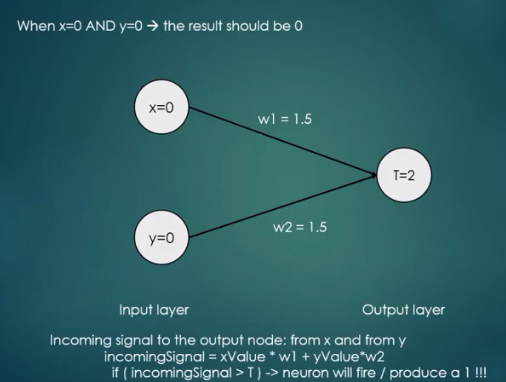 When x=0 AND y=0 → the result should be 0
x=0
w1 = 1.5
T=2
y=0
w2 = 1.5
Input layer
Output layer
Incoming signal to the output node: from x and from y
incomingSignal = xValue * w1 + yValue*w2
if ( incomingSignal > T ) -> neuron will fire / produce a 1 !!!